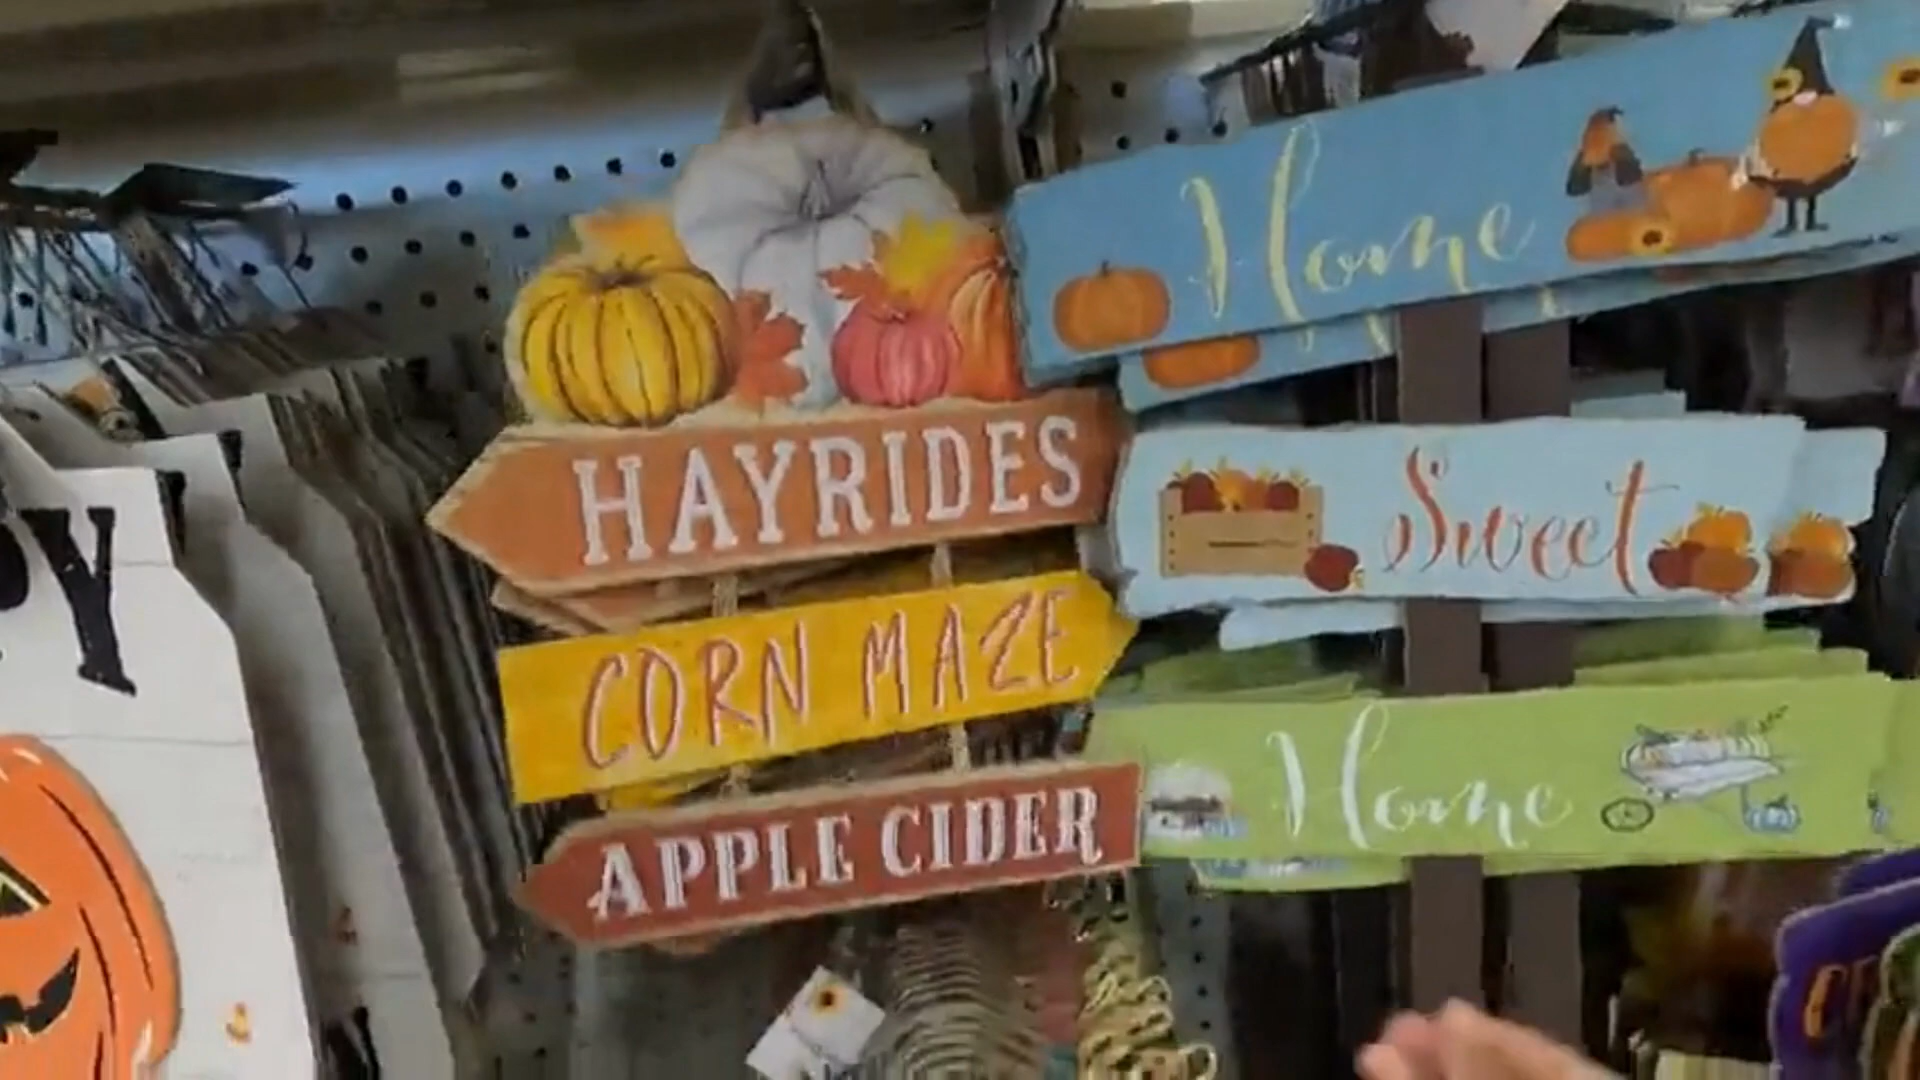 HAYRIDES
CORN MAZE
APPLE CIDER
Home
Sweet
Home